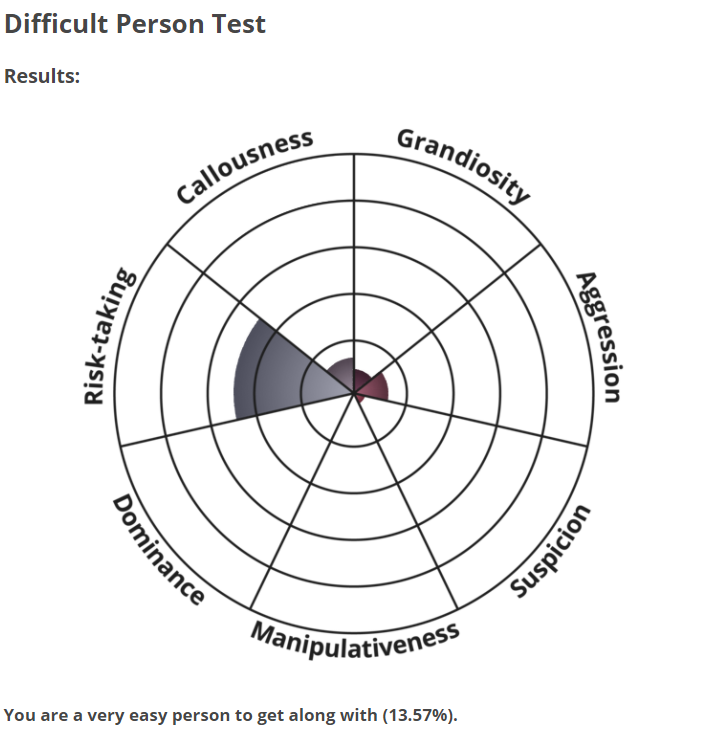 Difficult Person Test
Results:
Callousness
Grandiosity
Risk-taking
Aggression
Dominance
Suspicion
Manipulativeness
You are a very easy person to get along with (13.57%).